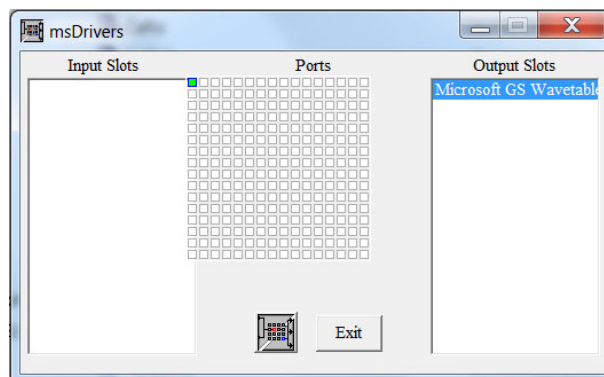 msDrivers
Input Slots
Ports
Output Slots
Microsoft GS Wavetable
Exit